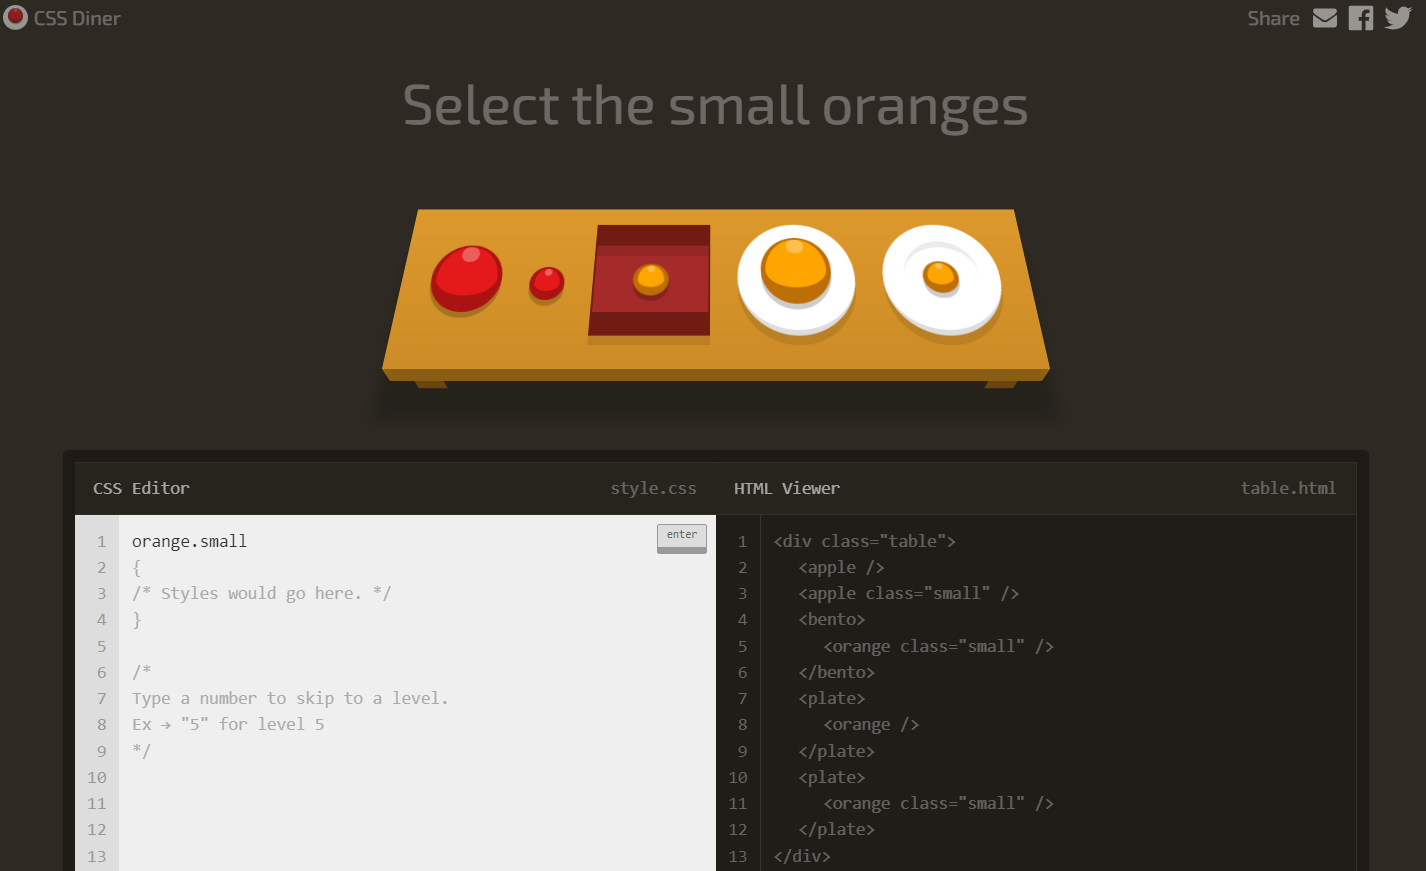 CSS Diner
Share
Select the small oranges
CSS Editor
style.css
1 orange.small
enter
2 {
3 /* Styles would go here. */
4 }
5
6 /*
7 Type a number to skip to a level.
8 Ex → "5" for level 5
9 */
10
11
12
13
HTML Viewer
table.html
1 <div class="table">
2 <apple />
3 <apple class="small" />
4 <bento>
5 <orange class="small" />
6 </bento>
7 <plate>
8 <orange />
9 </plate>
10 <plate>
11 <orange class="small" />
12 </plate>
13 </div>